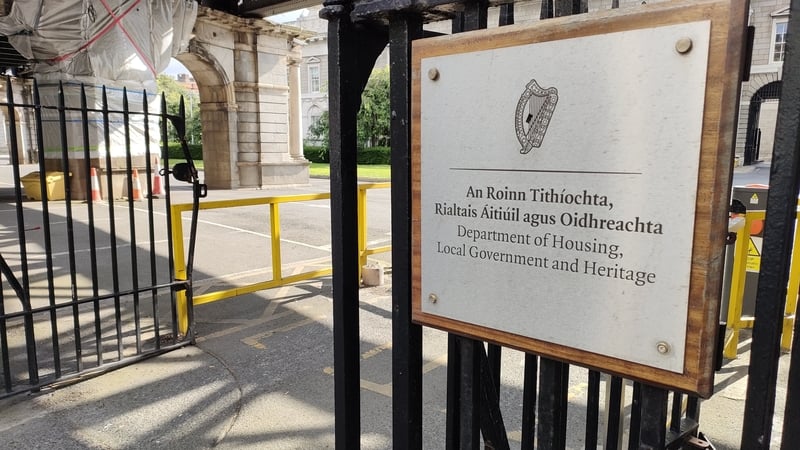 An Roinn Tithíochta,
Rialtais Áitiúil agus Oidhreachta
Department of Housing,
Local Government and Heritage